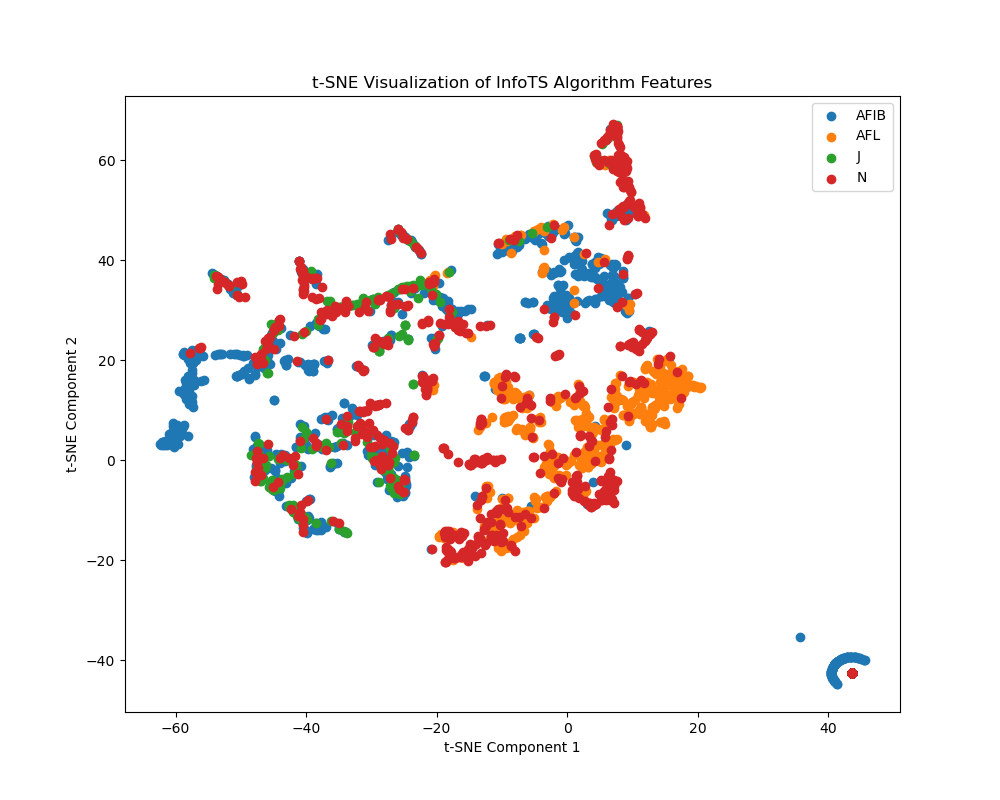 t-SNE Visualization of InfoTS Algorithm Features
AFIB
AFL
J
N
60
40
20
0
−20
−40
t-SNE Component 2
−60
−40
−20
0
20
40
t-SNE Component 1